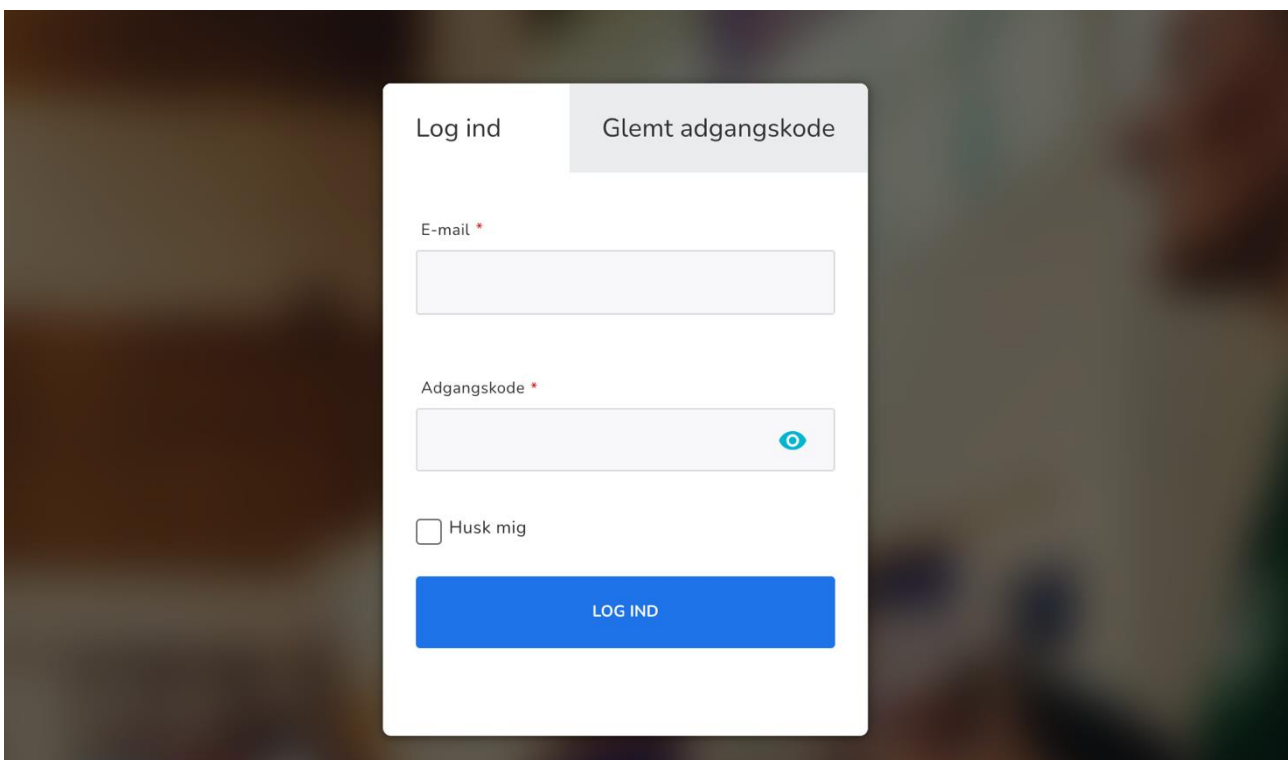 Log ind
Glemt adgangskode
E-mail *
Adgangskode *
Husk mig
LOG IND